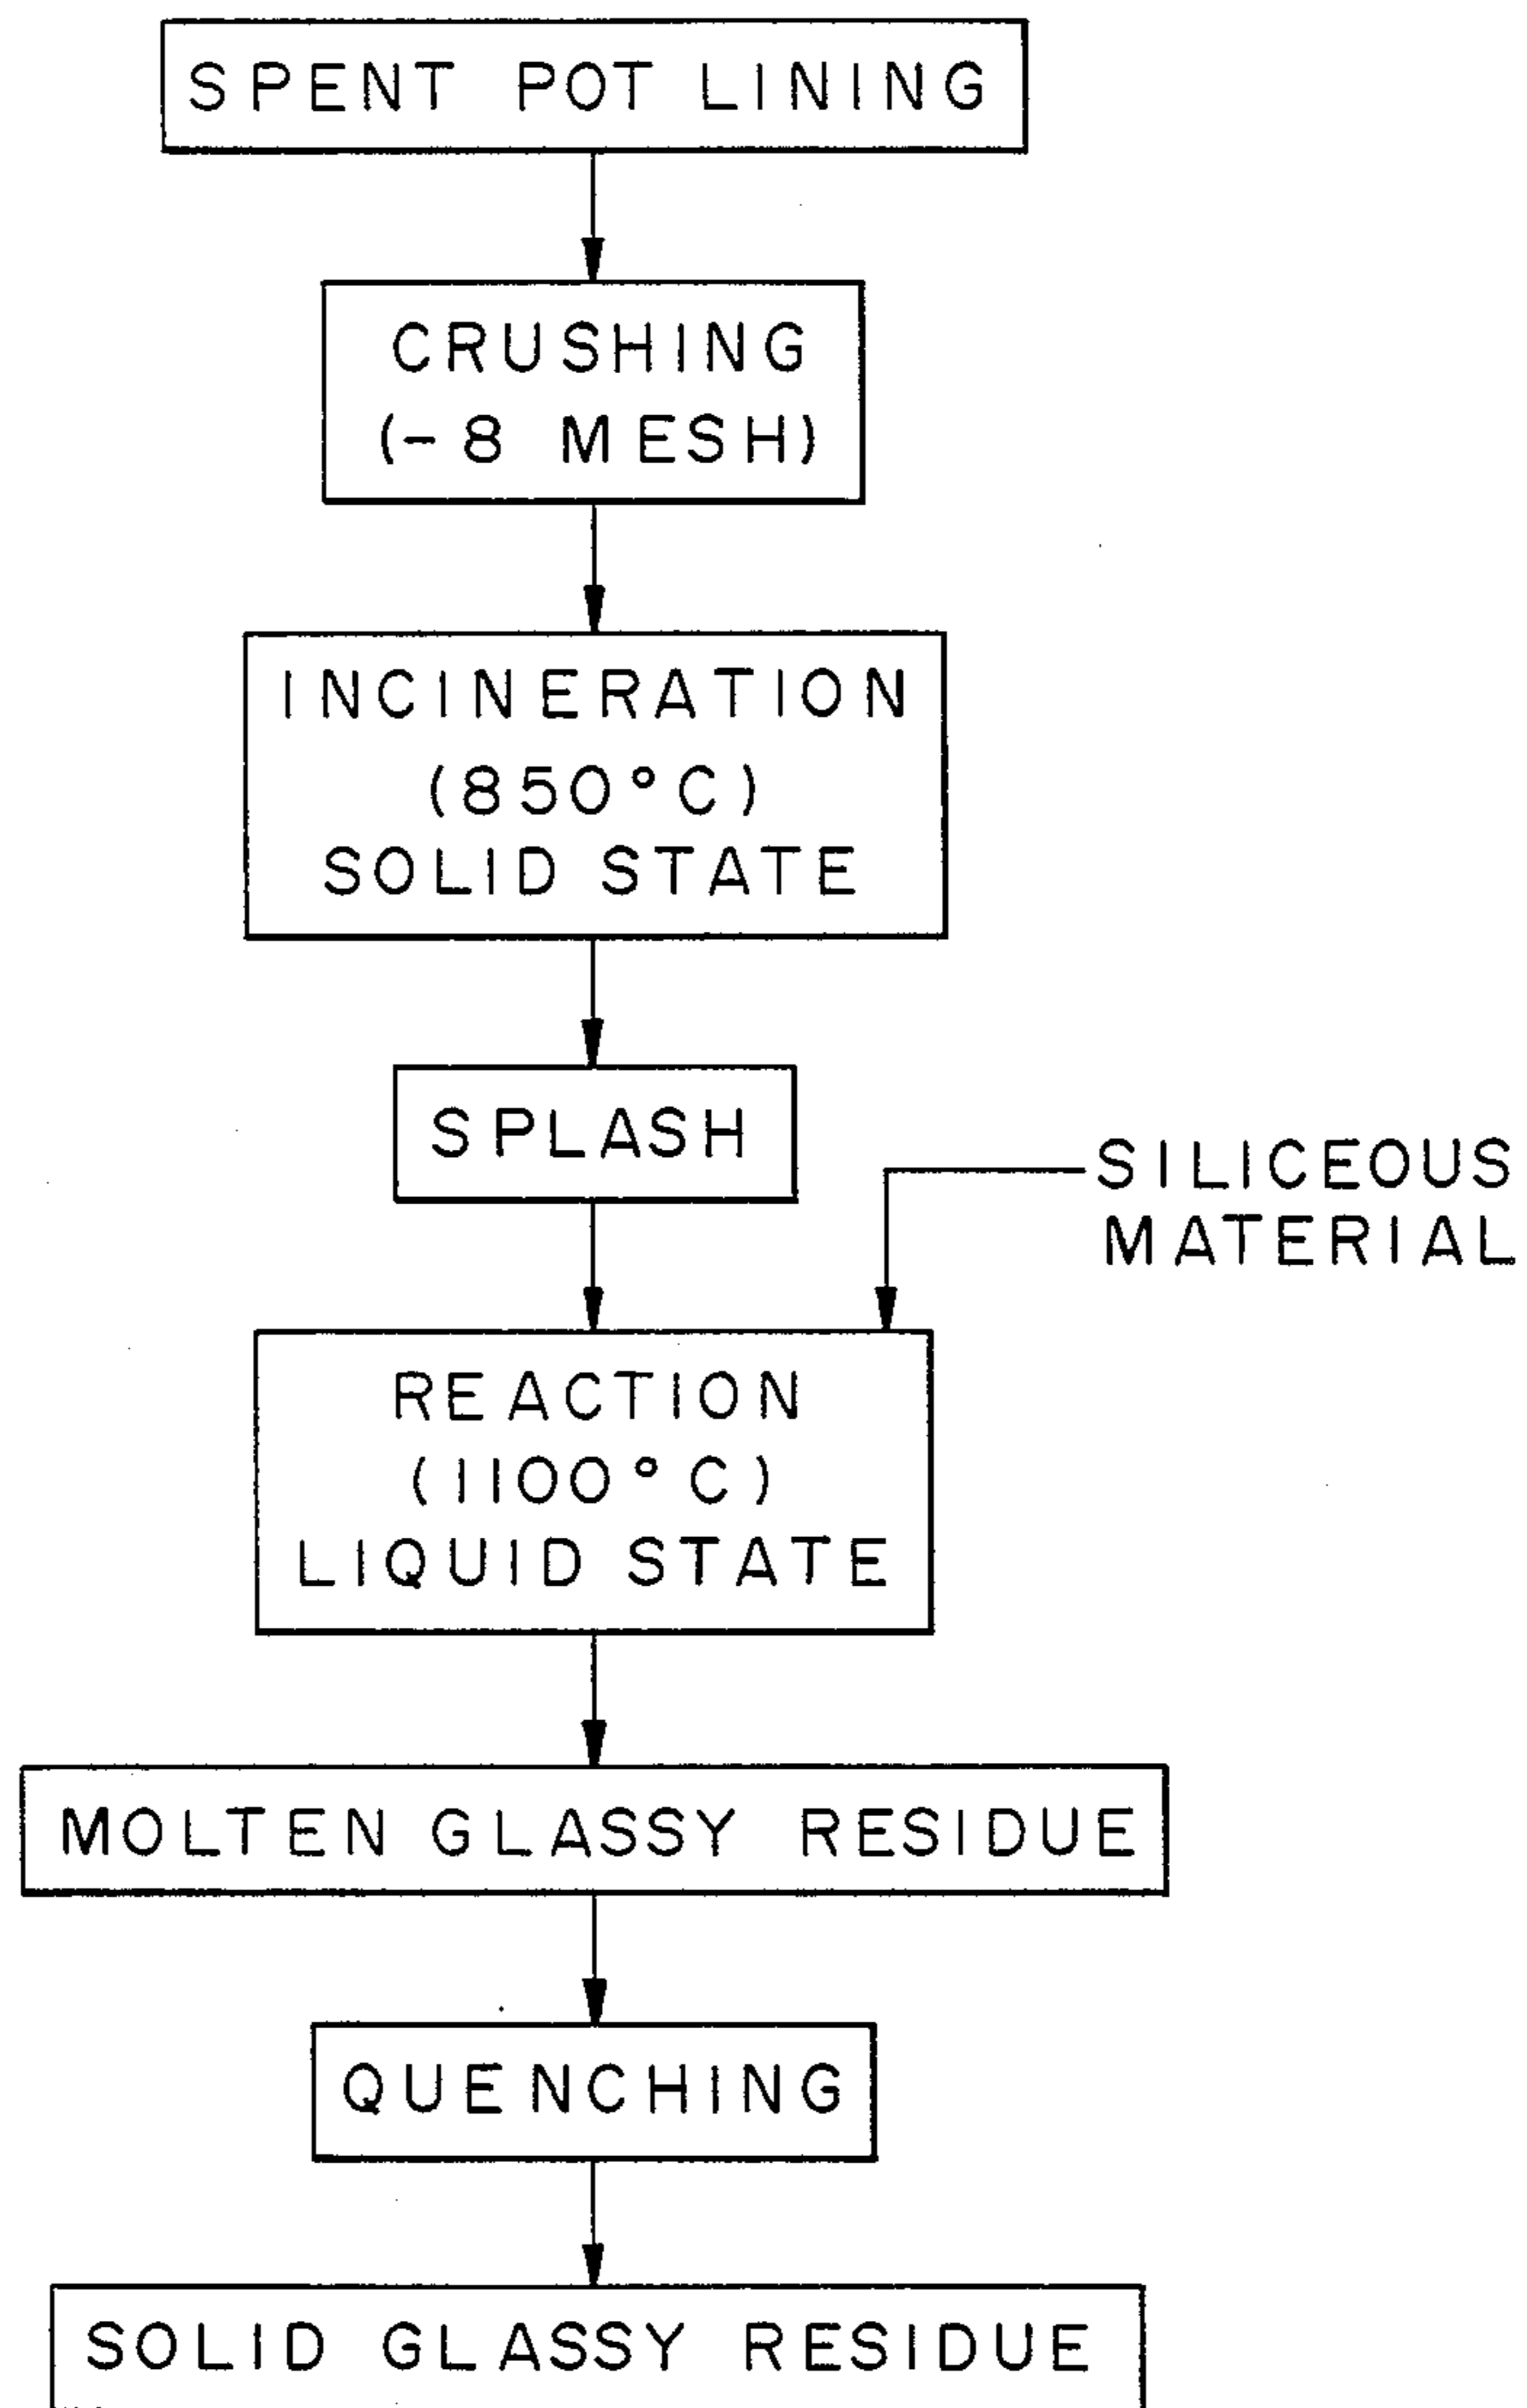 SPENT POT LINING
CRUSHING
(-8 MESH)
INCINERATION
(850°C)
SOLID STATE
SPLASH
SILICEOUS
MATERIAL
REACTION
(1100°C)
LIQUID STATE
MOLTEN GLASSY RESIDUE
QUENCHING
SOLID GLASSY RESIDUE